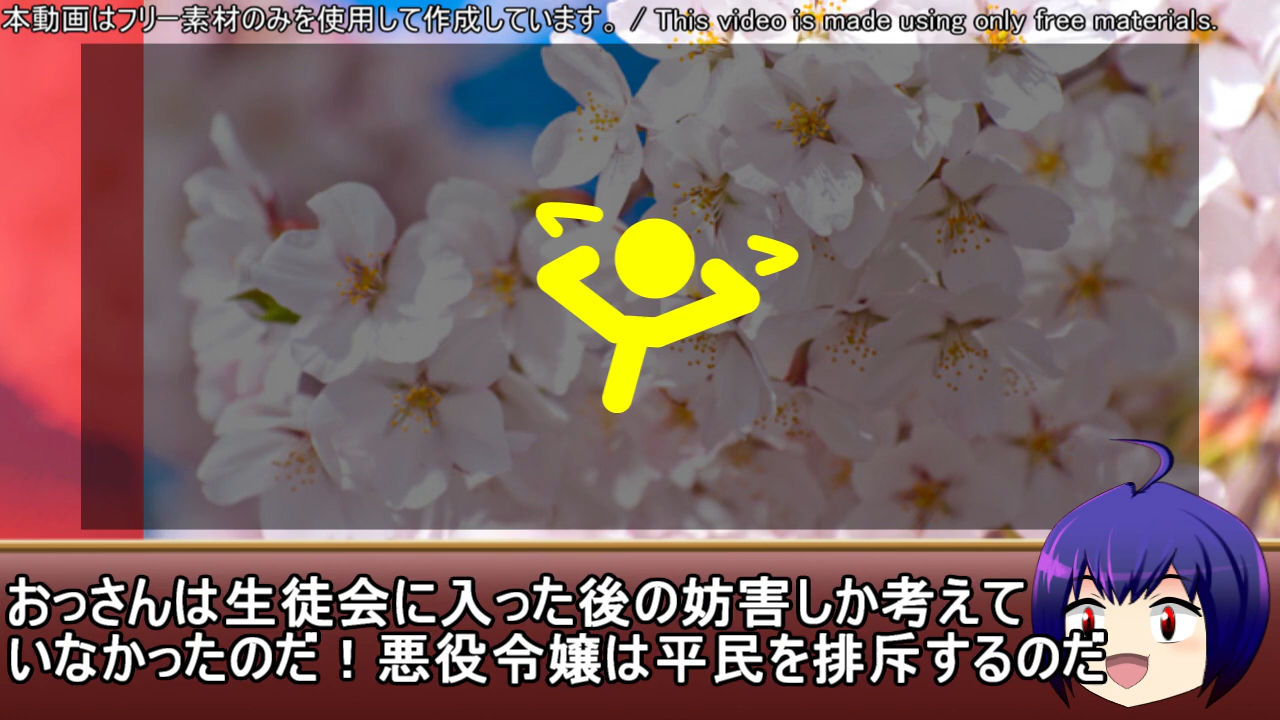 本動画はフリー素材のみを使用して作成しています。/ This video is made using only free materials.
おっさんは生徒会に入った後の妨害しか考えて
いなかったのだ！悪役令嬢は平民を排斥するのだ